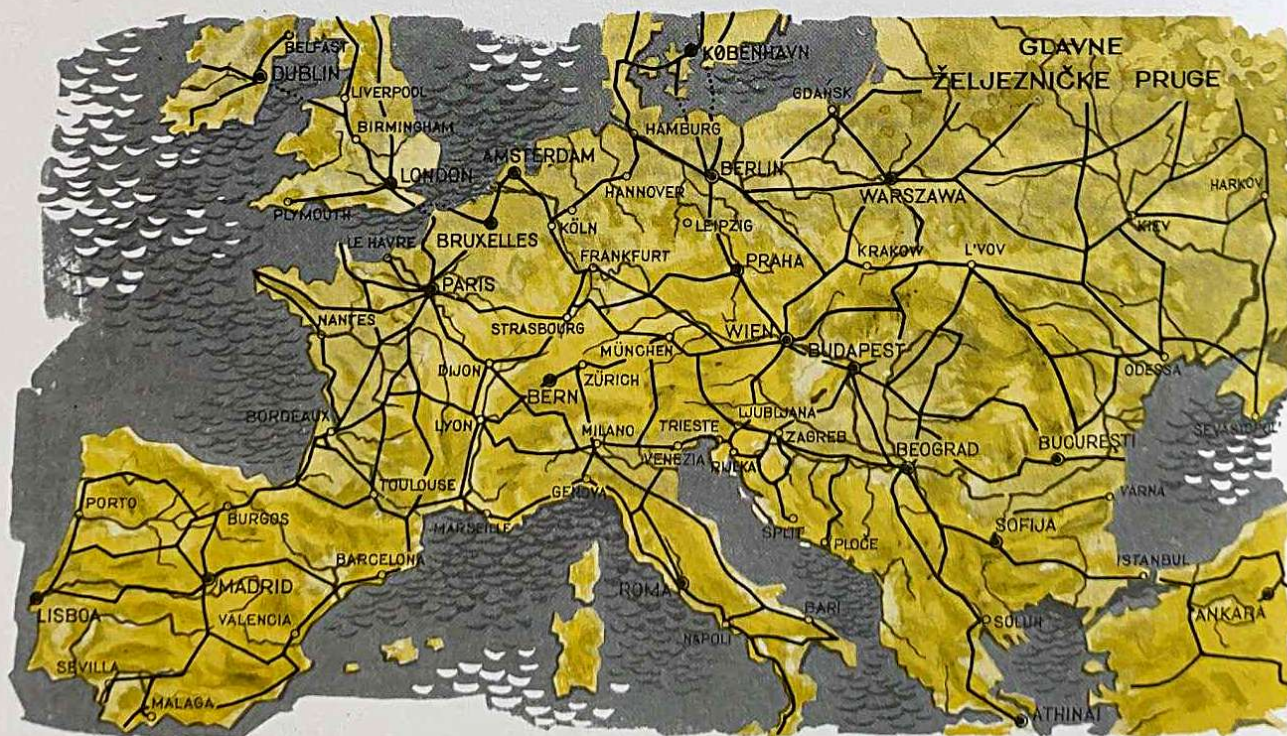 GLAVNE
ŽELJEZNIČKE PRUGE
BELFAST
DUBLIN
LIVERPOOL
BIRMINGHAM
LONDON
PLYMOUTH
KØBENHAVN
GDAŃSK
HAMBURG
AMSTERDAM
BERLIN
HANNOVER
WARSZAWA
HARKOV
KIEV
LE HAVRE
BRUXELLES
KÖLN
LEIPZIG
FRANKFURT
PRAHA
KRAKOW
L'VOV
PARIS
NANTES
STRASBOURG
MÜNCHEN
WIEN
BUDAPEST
ODESSA
DIJON
BERN
ZÜRICH
BORDEAUX
LYON
MILANO
TRIESTE
LJUBLJANA
ZAGREB
VENEZIA
RIJEKA
BEOGRAD
BUCUREȘTI
SEVASTOPOL'
PORTO
BURGOS
TOULOUSE
MARSEILLE
GENOVA
SPLIT
PLOČE
SOFIJA
VARNA
BARCELONA
MADRID
LISBOA
VALENCIA
ROMA
BARI
NAPOLI
ISTANBUL
ANKARA
SOLUN
SEVILLA
MALAGA
ATHINAI